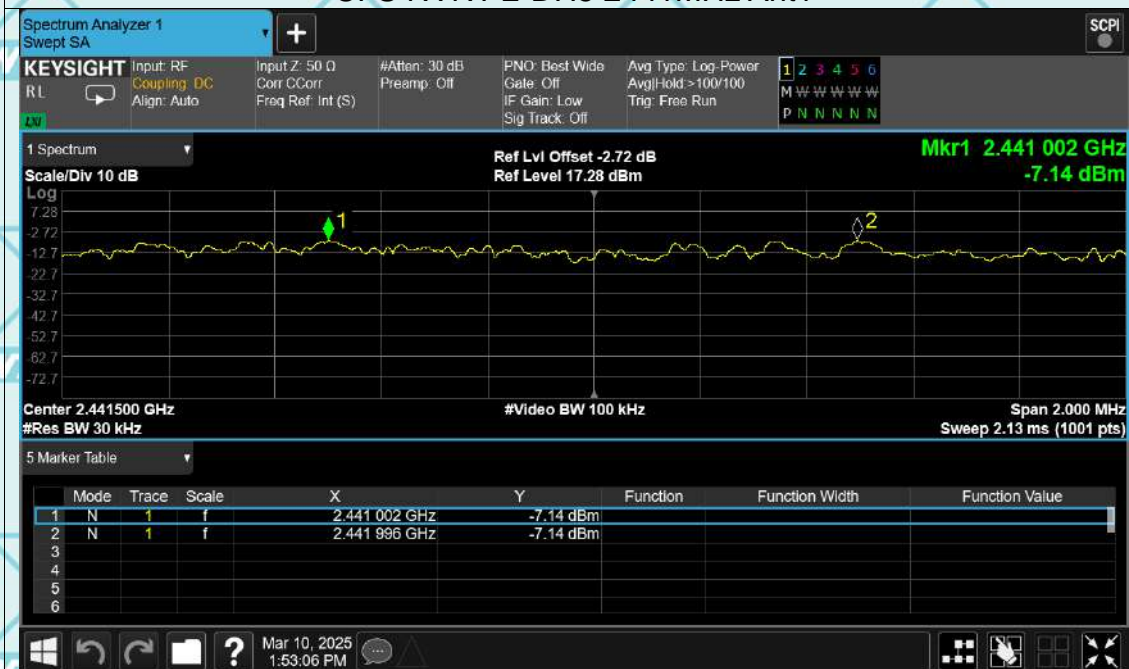 Spectrum Analyzer 1
Swept SA
+
SCPI
KEYSIGHT
RL
LXI
Input: RF
Coupling: DC
Align: Auto
Input Z: 50 Ω
Corr CCorr
Freq Ref: Int (S)
#Atten: 30 dB
Preamp: Off
PNO: Best Wide
Gate: Off
IF Gain: Low
Sig Track: Off
Avg Type: Log-Power
Avg|Hold:>100/100
Trig: Free Run
1 2 3 4 5 6
M W W W W W W
P N N N N N N
1 Spectrum
Scale/Div 10 dB
Ref Lvl Offset -2.72 dB
Ref Level 17.28 dBm
Mkr1 2.441 002 GHz
-7.14 dBm
Log
7.28
-2.72
-12.7
-22.7
-32.7
-42.7
-52.7
-62.7
-72.7
1
2
Center 2.441500 GHz
#Res BW 30 kHz
#Video BW 100 kHz
Span 2.000 MHz
Sweep 2.13 ms (1001 pts)
5 Marker Table
Mode Trace Scale X Y Function Function Width Function Value
1 N 1 f 2.441 002 GHz -7.14 dBm
2 N 1 f 2.441 996 GHz -7.14 dBm
3
4
5
6
?
Mar 10, 2025
1:53:06 PM